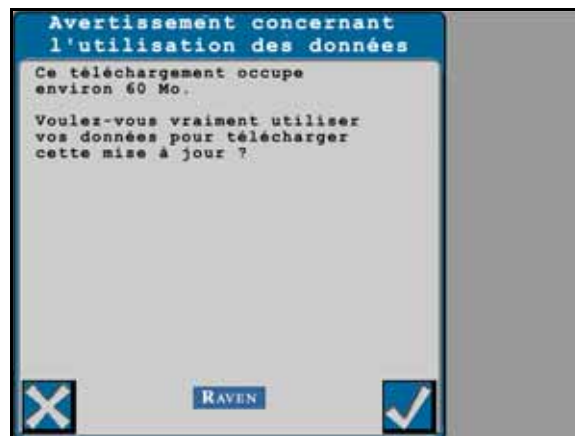 Avertissement concernant
l'utilisation des données
Ce téléchargement occupe
environ 60 Mo.
Voulez-vous vraiment utiliser
vos données pour télécharger
cette mise à jour ?
RAVEN